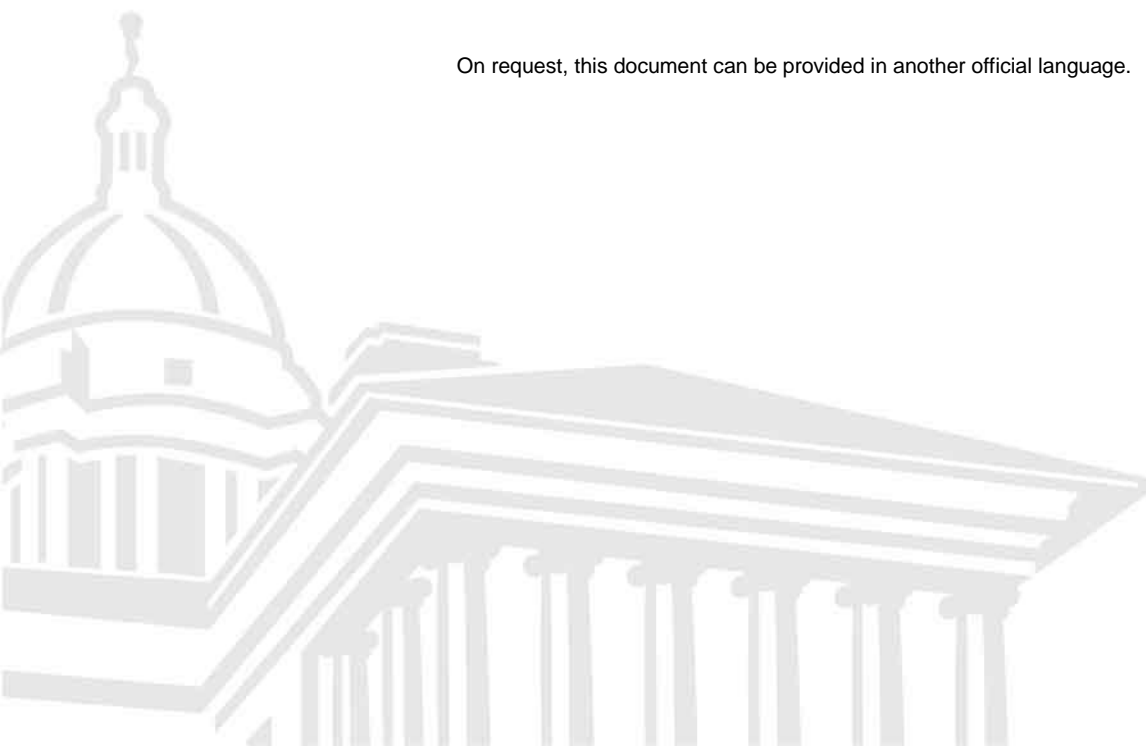 On request, this document can be provided in another official language.